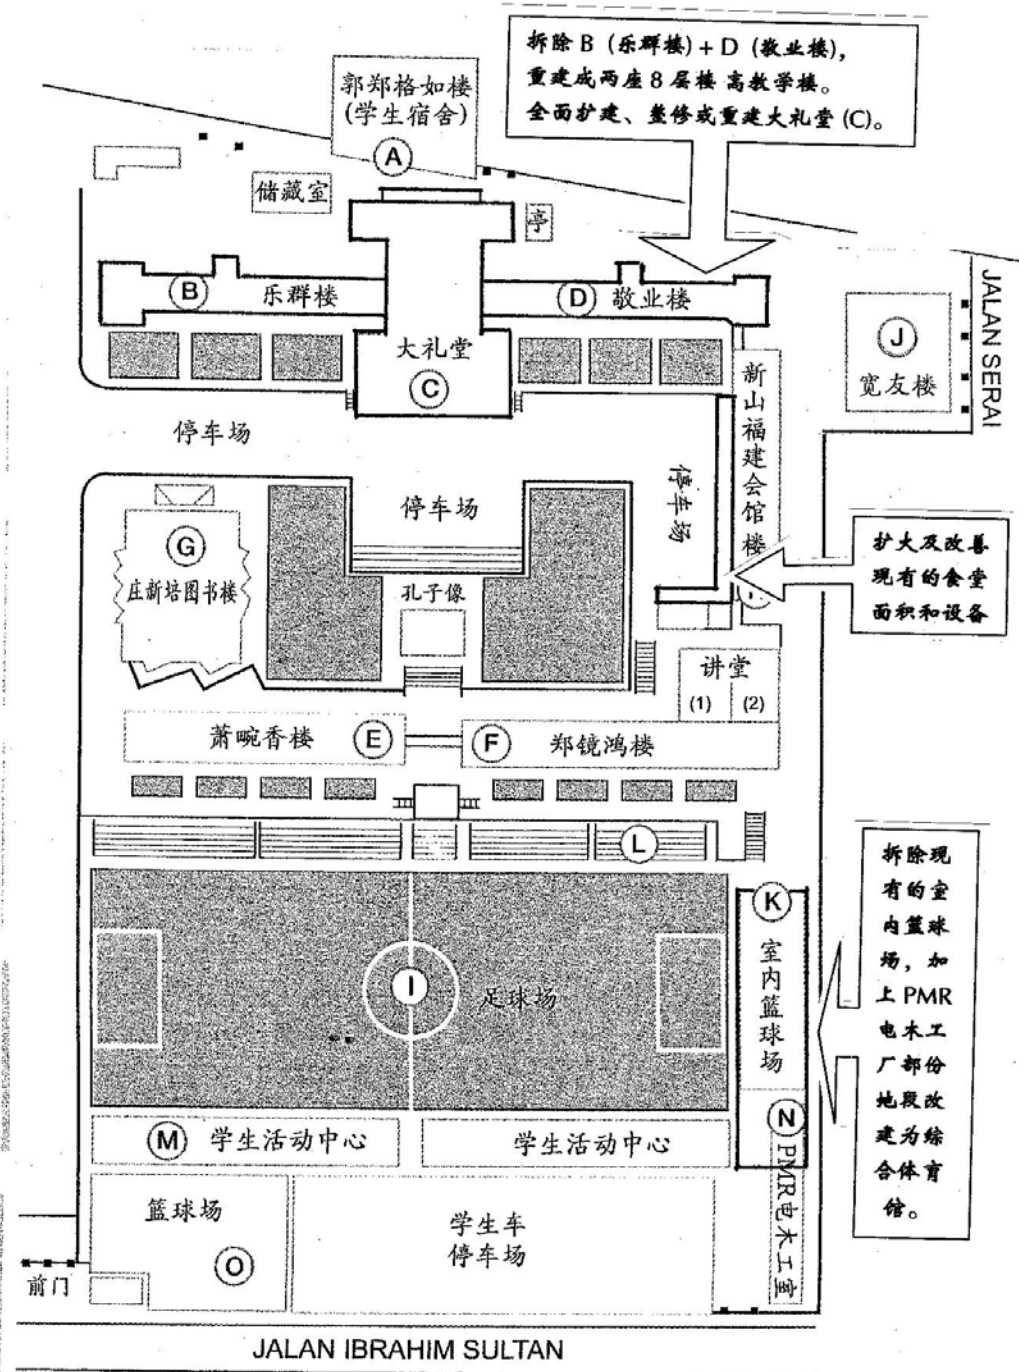 拆除 B (乐群楼) + D (敬业楼),
重建成两座 8 层楼高教学楼。
全面扩建、整修或重建大礼堂 (C)。
郭郑格如楼
(学生宿舍)
A
储藏室
亭
B 乐群楼
D 敬业楼
J
宽友楼
JALAN SERAI
大礼堂
C
新山福建会馆楼
停车场
停车场
停车场
G
庄新培图书楼
孔子像
扩大及改善
现有的食堂
面积和设备
讲堂
(1) (2)
萧畹香楼 E
F 郑镜鸿楼
L
K
室内篮球场
拆除现
有的室
内篮球
场，加
上 PMR
电木工
厂部份
地段改
建为综
合体育
馆。
I 足球场
N
PMR电木工室
M 学生活动中心
学生活动中心
篮球场
O
学生车
停车场
前门
JALAN IBRAHIM SULTAN